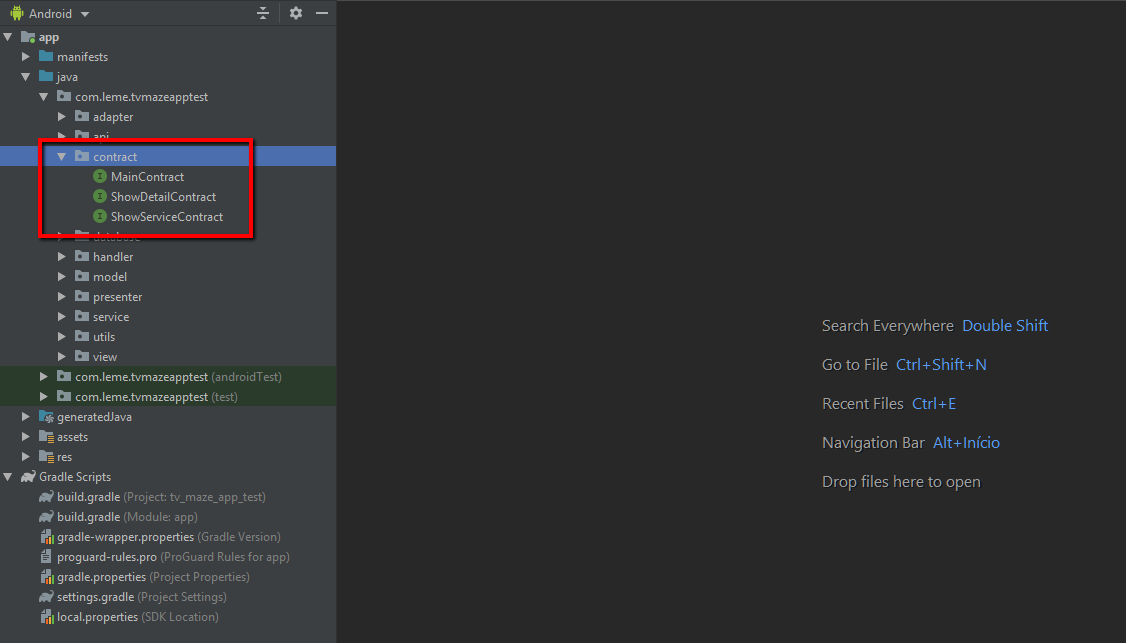 Android
app
manifests
java
com.leme.tvmazeapptest
adapter
api
contract
MainContract
ShowDetailContract
ShowServiceContract
database
handler
model
presenter
service
utils
view
com.leme.tvmazeapptest (androidTest)
com.leme.tvmazeapptest (test)
generatedJava
assets
res
Gradle Scripts
build.gradle (Project: tv_maze_app_test)
build.gradle (Module: app)
gradle-wrapper.properties (Gradle Version)
proguard-rules.pro (ProGuard Rules for app)
gradle.properties (Project Properties)
settings.gradle (Project Settings)
local.properties (SDK Location)
Search Everywhere Double Shift
Go to File Ctrl+Shift+N
Recent Files Ctrl+E
Navigation Bar Alt+Início
Drop files here to open